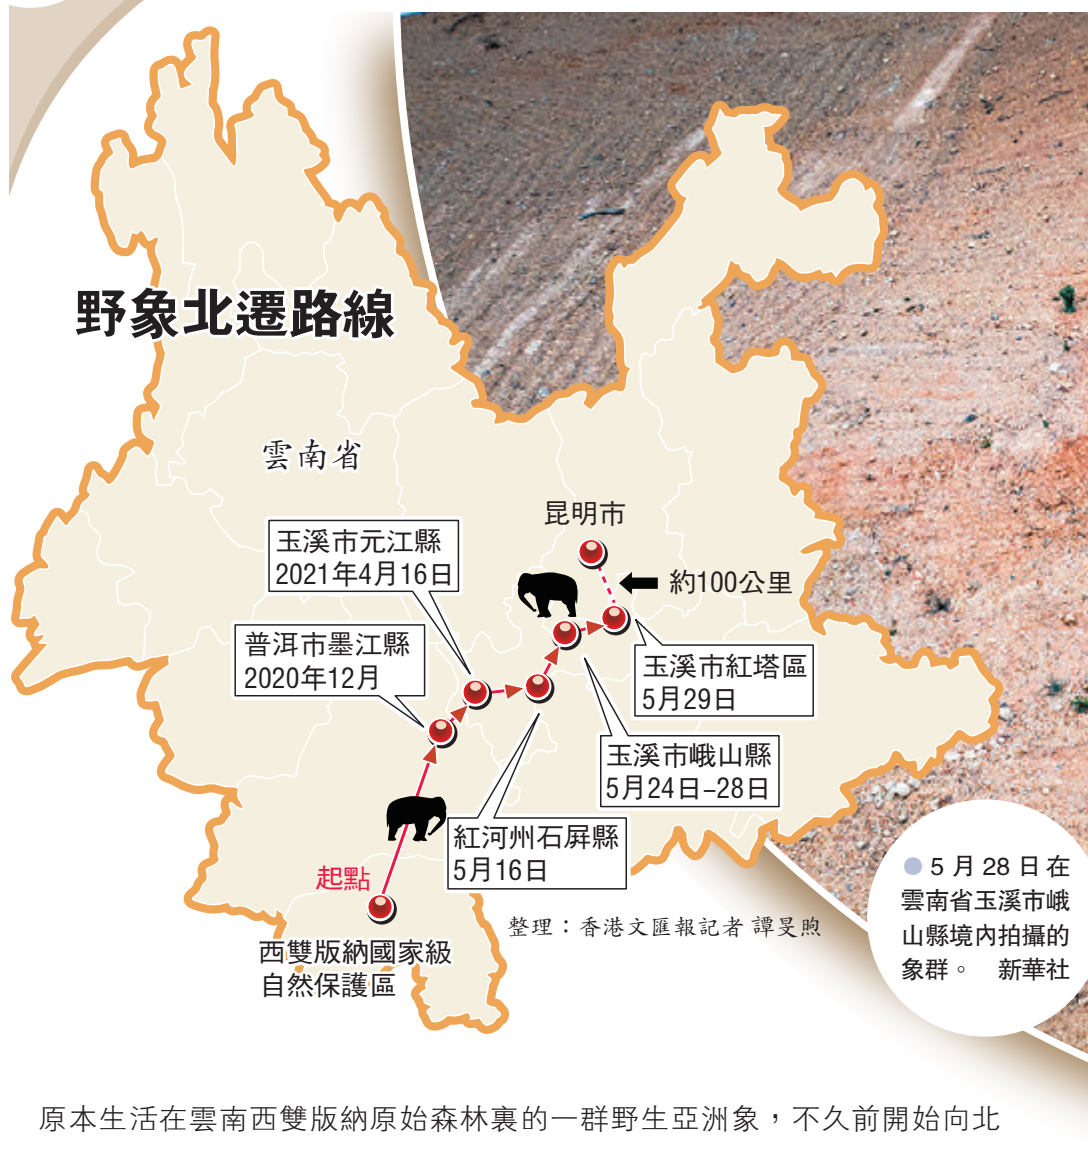 野象北遷路線
雲南省
昆明市
玉溪市元江縣
2021年4月16日
約100公里
普洱市墨江縣
2020年12月
玉溪市紅塔區
5月29日
玉溪市峨山縣
5月24日–28日
紅河州石屏縣
5月16日
起點
西雙版納國家級
自然保護區
整理：香港文匯報記者 譚旻煦
●5月28日在
雲南省玉溪市峨
山縣境內拍攝的
象群。 新華社
原本生活在雲南西雙版納原始森林裏的一群野生亞洲象，不久前開始向北